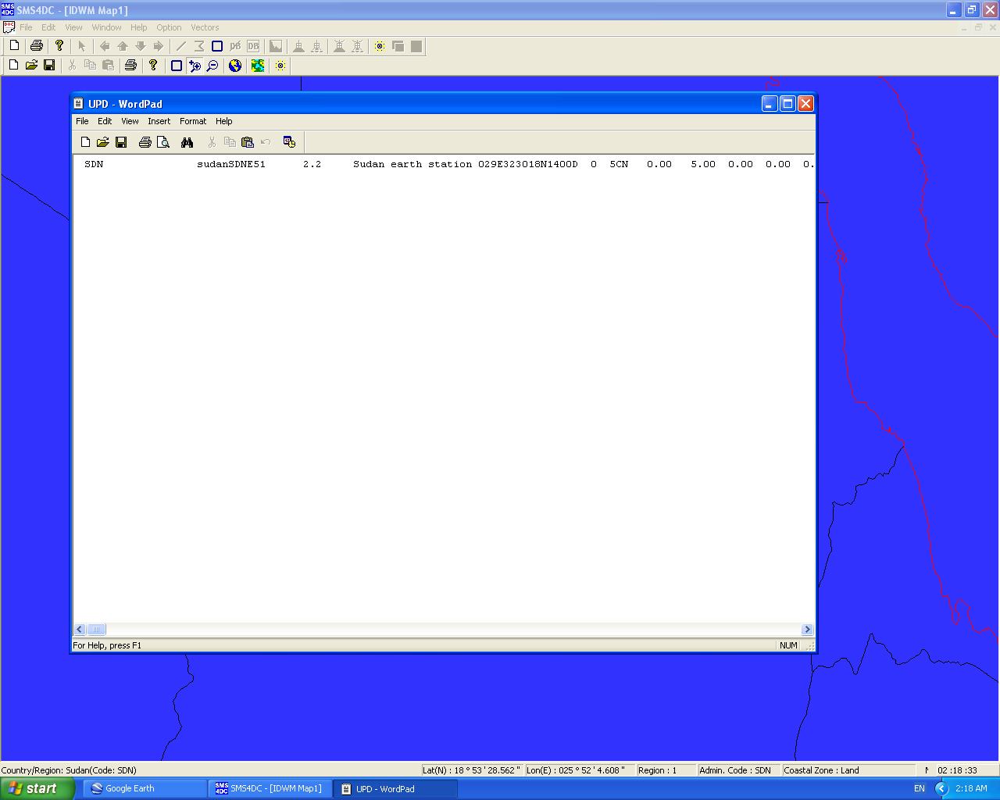 SMS4DC - [IDWM Map1]
File Edit View Window Help Option Vectors
UPD - WordPad
File Edit View Insert Format Help
SDN sudanSDNE51 2.2 Sudan earth station 029E323018N1400D 0 5CN 0.00 5.00 0.00 0.00 0.
For Help, press F1 NUM
Country/Region: Sudan(Code: SDN) Lat(N) : 18 ° 53 ' 28.562 " Lon(E) : 025 ° 52 ' 4.608 " Region : 1 Admin. Code : SDN Coastal Zone : Land 02:18:33
start Google Earth SMS4DC - [IDWM Map1] UPD - WordPad EN 2:18 AM